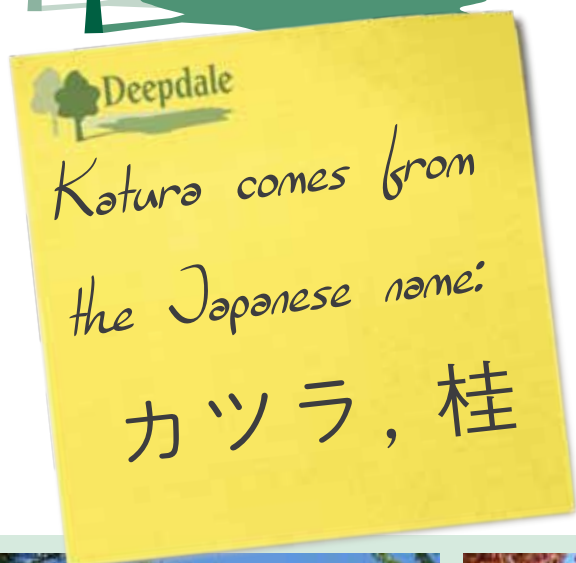 Deepdale
Katura comes from
the Japanese name:
カツラ, 桂